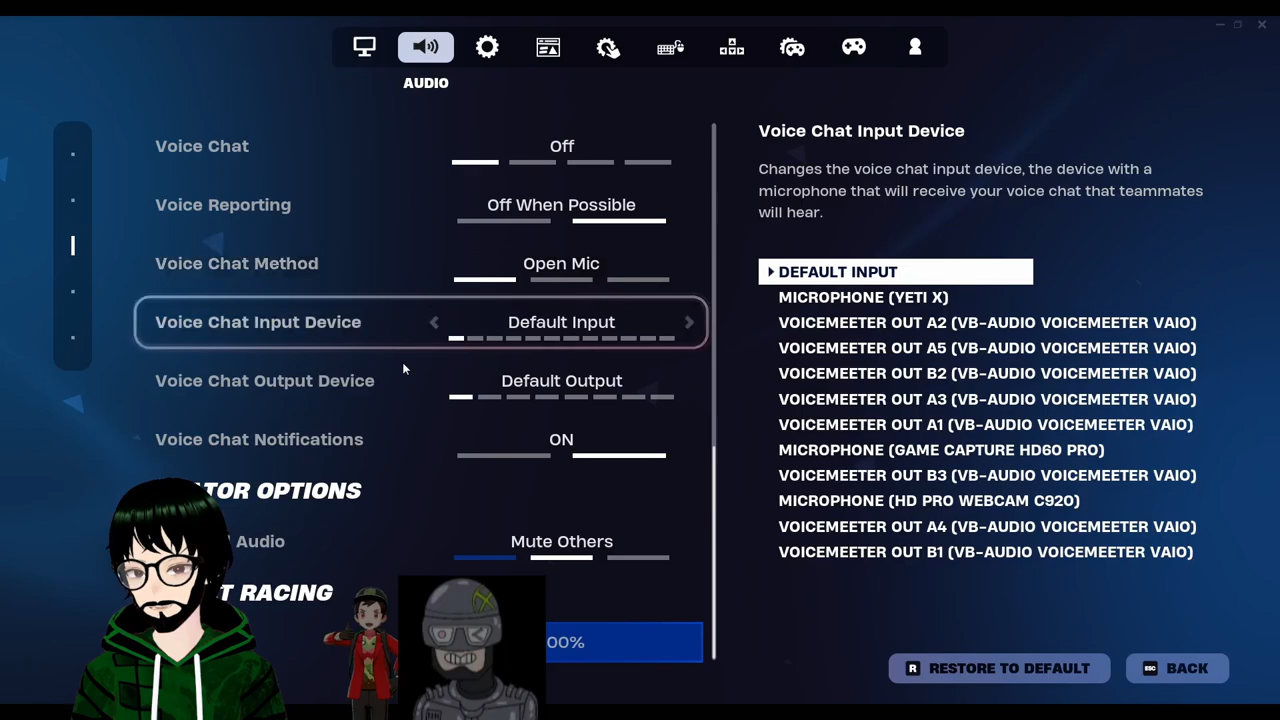 AUDIO
Voice Chat
Off
Voice Reporting
Off When Possible
Voice Chat Method
Open Mic
Voice Chat Input Device
Default Input
Voice Chat Output Device
Default Output
Voice Chat Notifications
ON
TOR OPTIONS
Audio
Mute Others
T RACING
00%
Voice Chat Input Device
Changes the voice chat input device, the device with a
microphone that will receive your voice chat that teammates
will hear.
DEFAULT INPUT
MICROPHONE (YETI X)
VOICEMEETER OUT A2 (VB-AUDIO VOICEMEETER VAIO)
VOICEMEETER OUT A5 (VB-AUDIO VOICEMEETER VAIO)
VOICEMEETER OUT B2 (VB-AUDIO VOICEMEETER VAIO)
VOICEMEETER OUT A3 (VB-AUDIO VOICEMEETER VAIO)
VOICEMEETER OUT A1 (VB-AUDIO VOICEMEETER VAIO)
MICROPHONE (GAME CAPTURE HD60 PRO)
VOICEMEETER OUT B3 (VB-AUDIO VOICEMEETER VAIO)
MICROPHONE (HD PRO WEBCAM C920)
VOICEMEETER OUT A4 (VB-AUDIO VOICEMEETER VAIO)
VOICEMEETER OUT B1 (VB-AUDIO VOICEMEETER VAIO)
R RESTORE TO DEFAULT
ESC BACK